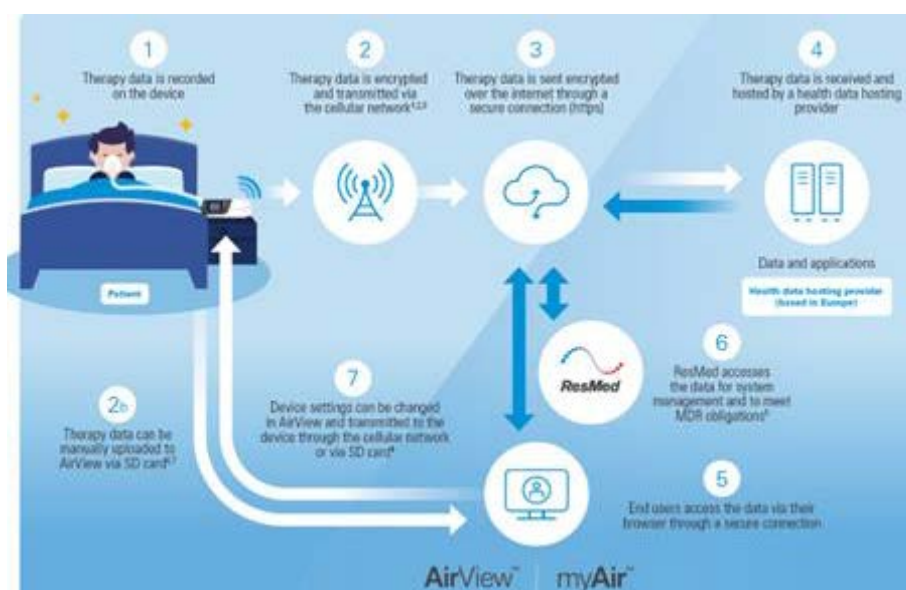 1
Therapy data is recorded
on the device
2
Therapy data is encrypted
and transmitted via
the cellular network
3
Therapy data is sent encrypted
over the internet through a
secure connection (https)
4
Therapy data is received and
hosted by a health data hosting
provider
Patient
Data and applications
Health data hosting provider
(based in Europe)
2b
Therapy data can be
manually uploaded to
AirView via SD card
7
Device settings can be changed
in AirView and transmitted to the
device through the cellular network
or via SD card
ResMed
6
ResMed accesses
the data for system
management and to meet
MDR obligations
5
End users access the data via their
browser through a secure connection
AirView™ | myAir™